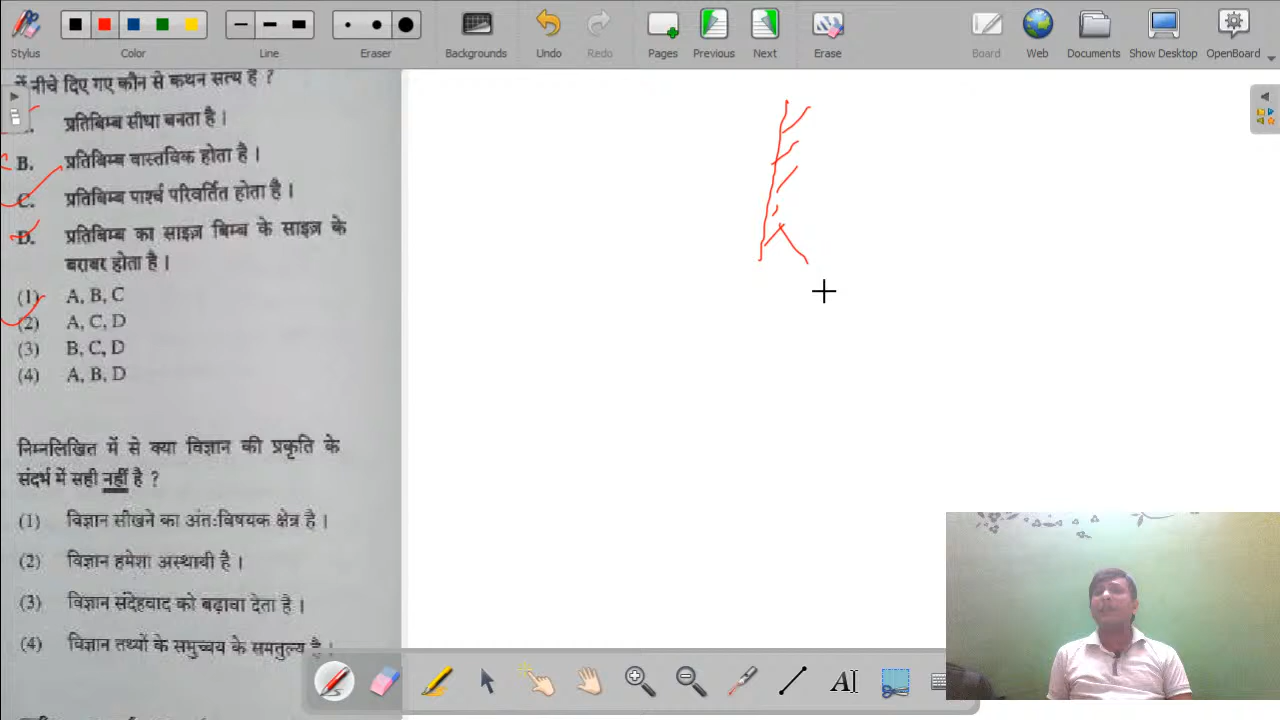 Stylus
Color
Line
Eraser
Backgrounds
Undo
Redo
Pages
Previous
Next
Erase
Board
Web
Documents
Show Desktop
OpenBoard
नीचे दिए गए कौन से कथन सत्य हैं ?
प्रतिबिम्ब सीधा बनता है ।
B. प्रतिबिम्ब वास्तविक होता है ।
C. प्रतिबिम्ब पार्श्व परिवर्तित होता है ।
D. प्रतिबिम्ब का साइज़ बिम्ब के साइज़ के
बराबर होता है ।
(1) A, B, C
(2) A, C, D
(3) B, C, D
(4) A, B, D
निम्नलिखित में से क्या विज्ञान की प्रकृति के
संदर्भ में सही नहीं है ?
(1) विज्ञान सीखने का अंतःविषयक क्षेत्र है ।
(2) विज्ञान हमेशा अस्थायी है ।
(3) विज्ञान संदेहवाद को बढ़ावा देता है ।
(4) विज्ञान तथ्यों के समुच्चय के समतुल्य है ।